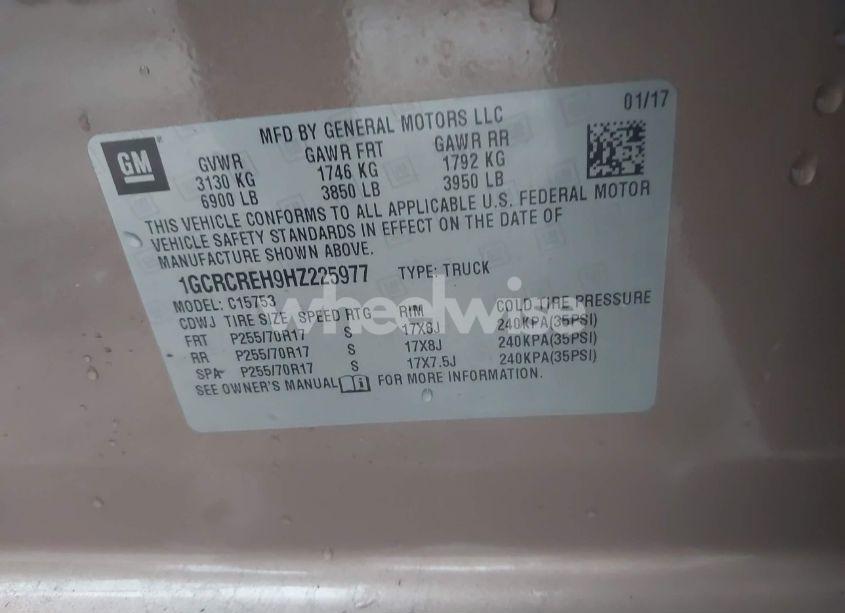 01/17
MFD BY GENERAL MOTORS LLC
GM
GVWR GAWR FRT GAWR RR
3130 KG 1746 KG 1792 KG
6900 LB 3850 LB 3950 LB
THIS VEHICLE CONFORMS TO ALL APPLICABLE U.S. FEDERAL MOTOR
VEHICLE SAFETY STANDARDS IN EFFECT ON THE DATE OF
MANUFACTURE SHOWN ABOVE.
1GCRCREH9HZ225977 TYPE: TRUCK
MODEL: C15753
CDWJ TIRE SIZE SPEED RTG RIM COLD TIRE PRESSURE
FRT P255/70R17 S 17X8J 240KPA(35PSI)
RR P255/70R17 S 17X8J 240KPA(35PSI)
SPA P255/70R17 S 17X7.5J 240KPA(35PSI)
SEE OWNER'S MANUAL FOR MORE INFORMATION.
wheelwise